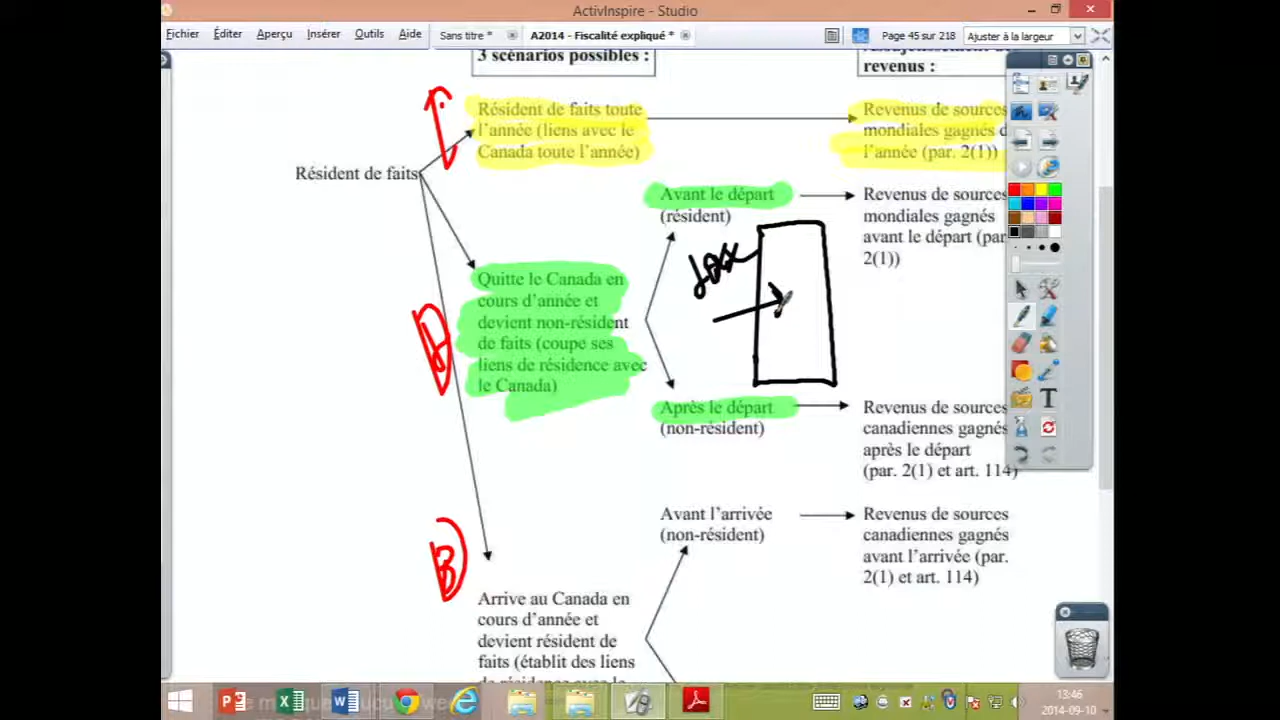 ActivInspire - Studio
Fichier Éditer Aperçu Insérer Outils Aide
Sans titre *
A2014 - Fiscalité expliqué *
Page 45 sur 218
Ajuster à la largeur
3 scénarios possibles :
revenus :
Résident de faits
Résident de faits toute
l'année (liens avec le
Canada toute l'année)
Revenus de sources
mondiales gagnés d
l'année (par. 2(1))
Avant le départ
(résident)
Revenus de sources
mondiales gagnés
avant le départ (par
2(1))
Quitte le Canada en
cours d'année et
devient non-résident
de faits (coupe ses
liens de résidence avec
le Canada)
Après le départ
(non-résident)
Revenus de sources
canadiennes gagnés
après le départ
(par. 2(1) et art. 114)
Avant l'arrivée
(non-résident)
Revenus de sources
canadiennes gagnés
avant l'arrivée (par.
2(1) et art. 114)
Arrive au Canada en
cours d'année et
devient résident de
faits (établit des liens
de résidence avec le
13:46
2014-09-10